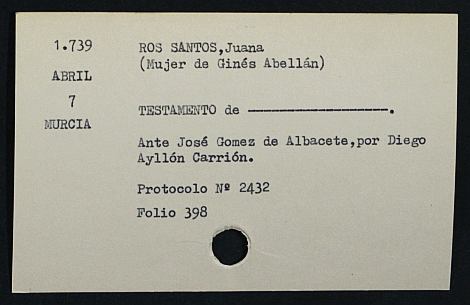 1.739
ABRIL
7
MURCIA
ROS SANTOS,Juana
(Mujer de Ginés Abellán)
TESTAMENTO de ————————————.
Ante José Gomez de Albacete,por Diego
Ayllón Carrión.
Protocolo Nº 2432
Folio 398